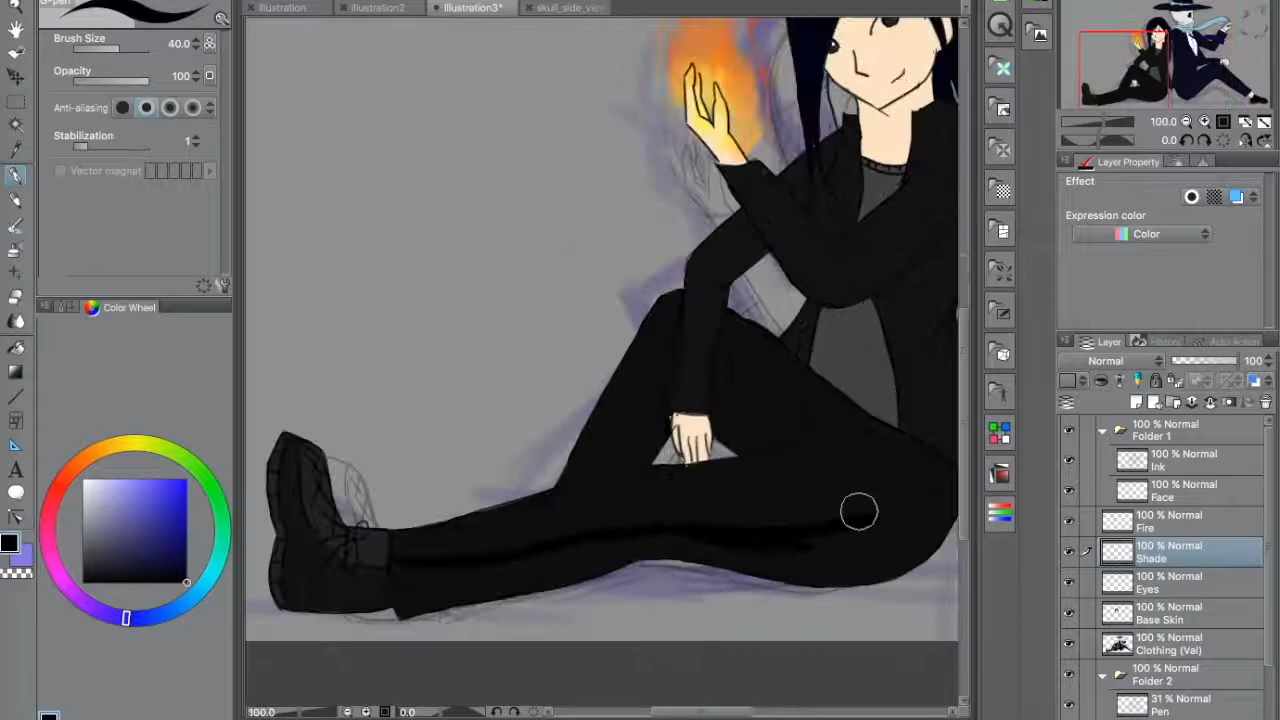 Illustration
Illustration2
Illustration3*
skull_side_view
G-pen
Brush Size
40.0
Opacity
100
Anti-aliasing
Stabilization
1
Vector magnet
Color Wheel
100.0
0.0
100.0
0.0
Layer Property
Effect
Expression color
Color
Layer
History
Auto Action
Normal
100
100 % Normal
Folder 1
100 % Normal
Ink
100 % Normal
Face
100 % Normal
Fire
100 % Normal
Shade
100 % Normal
Eyes
100 % Normal
Base Skin
100 % Normal
Clothing (Val)
100 % Normal
Folder 2
31 % Normal
Pen